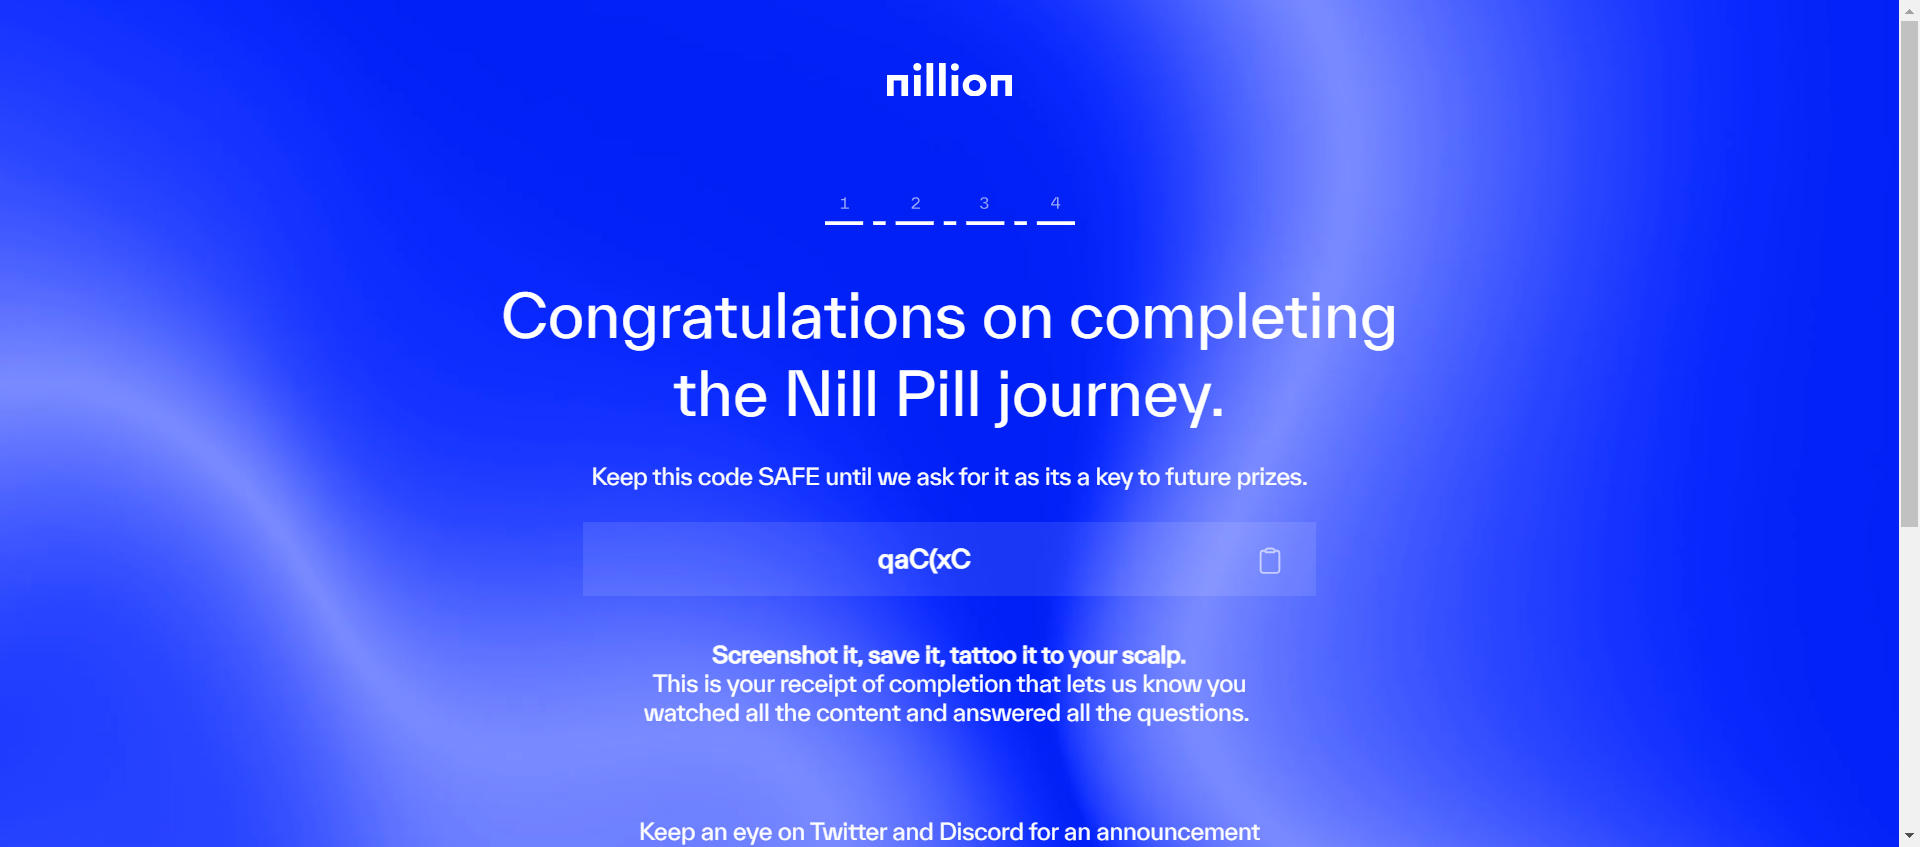 nillion
1 2 3 4
Congratulations on completing
the Nill Pill journey.
Keep this code SAFE until we ask for it as its a key to future prizes.
qaC(xC
Screenshot it, save it, tattoo it to your scalp.
This is your receipt of completion that lets us know you
watched all the content and answered all the questions.
Keep an eye on Twitter and Discord for an announcement